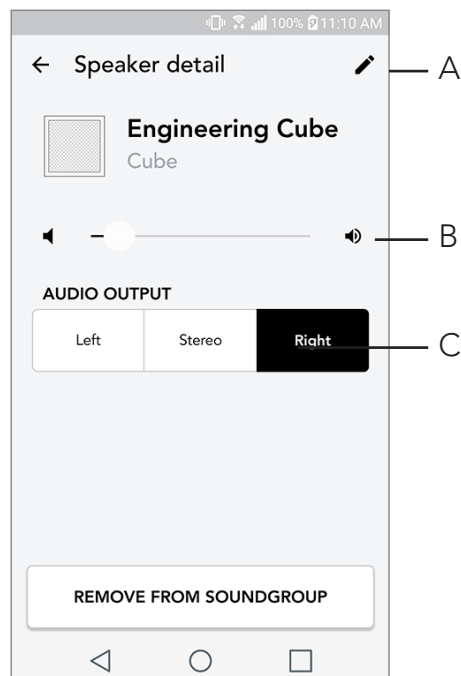 100% 11:10 AM
Speaker detail
A
Engineering Cube
Cube
B
AUDIO OUTPUT
Left Stereo Right
C
REMOVE FROM SOUNDGROUP